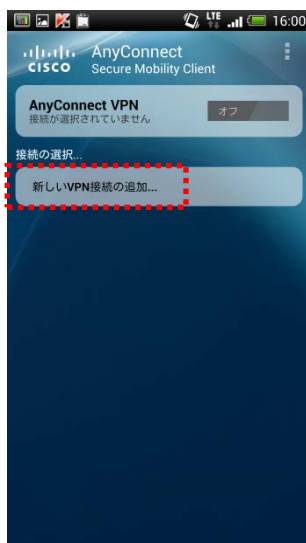 LTE 16:00
CISCO AnyConnect
Secure Mobility Client
AnyConnect VPN
接続が選択されていません
オフ
接続の選択...
新しいVPN接続の追加...